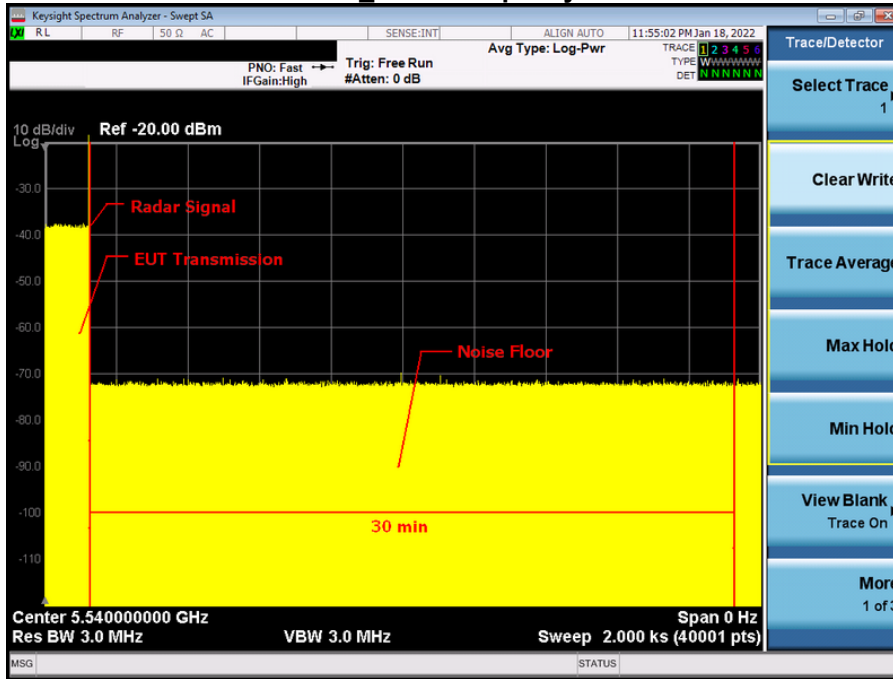 Keysight Spectrum Analyzer - Swept SA
LXI RL RF 50 Ω AC SENSE:INT ALIGN AUTO 11:55:02 PM Jan 18, 2022
Avg Type: Log-Pwr TRACE 1 2 3 4 5 6
PNO: Fast Trig: Free Run TYPE WWWWWW
IFGain:High #Atten: 0 dB DET N N N N N N
10 dB/div Ref -20.00 dBm
Log
-30.0
Radar Signal
-40.0
EUT Transmission
-50.0
-60.0
Noise Floor
-70.0
-80.0
-90.0
-100
30 min
-110
Center 5.540000000 GHz Span 0 Hz
Res BW 3.0 MHz VBW 3.0 MHz Sweep 2.000 ks (40001 pts)
MSG STATUS
Trace/Detector
Select Trace
1
Clear Write
Trace Average
Max Hold
Min Hold
View Blank
Trace On
More
1 of 3